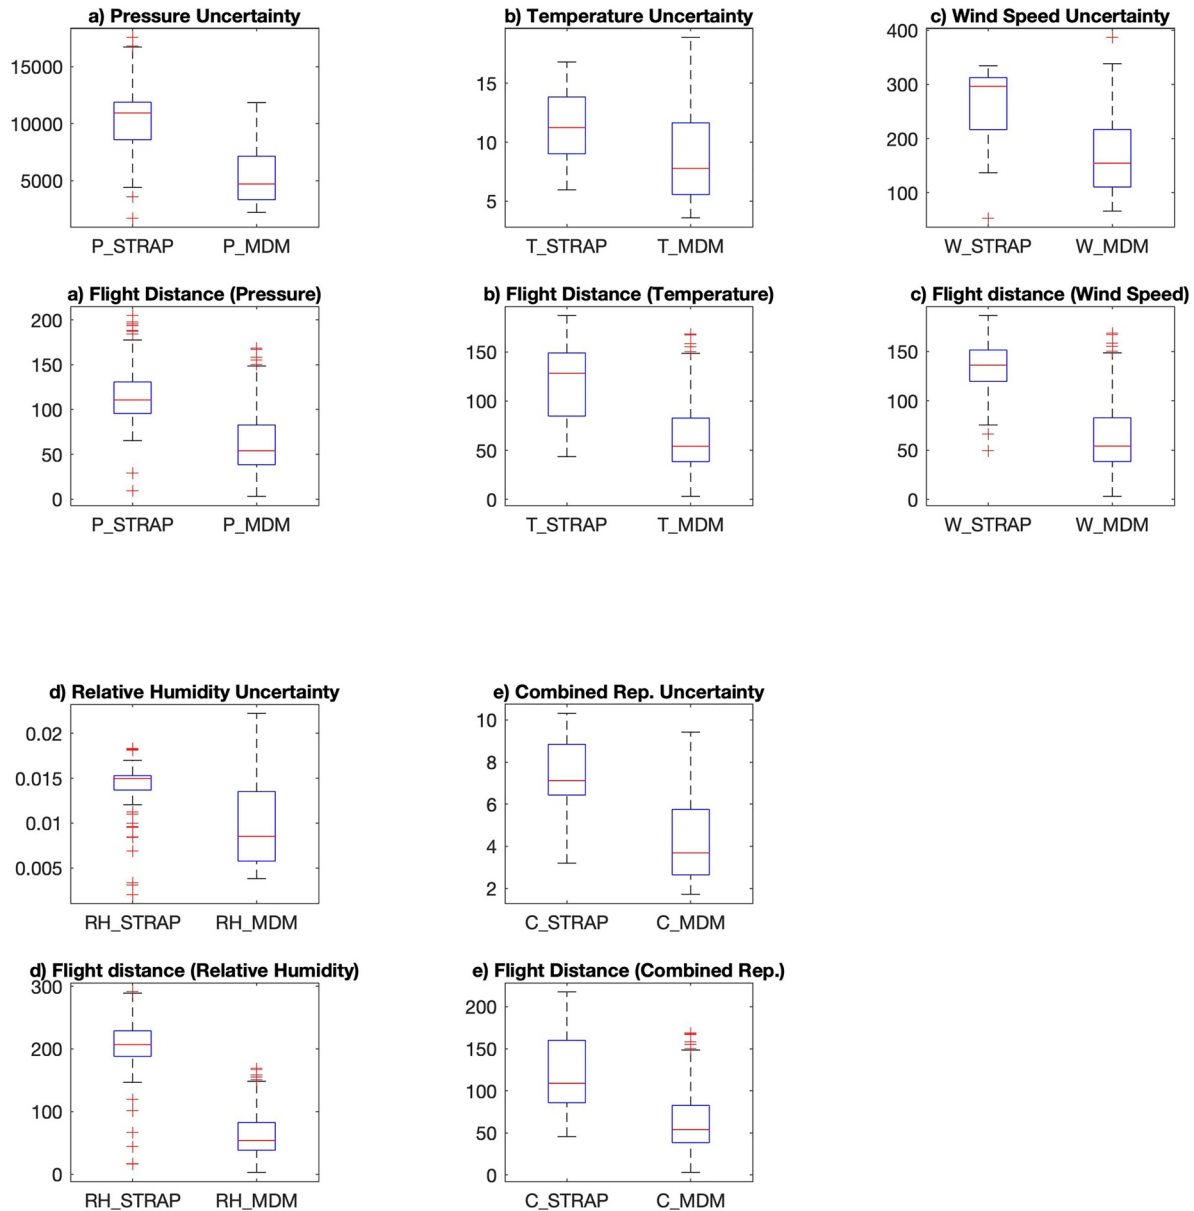 a) Pressure Uncertainty
15000
10000
5000
P_STRAP P_MDM
b) Temperature Uncertainty
15
10
5
T_STRAP T_MDM
c) Wind Speed Uncertainty
400
300
200
100
W_STRAP W_MDM
a) Flight Distance (Pressure)
200
150
100
50
0
P_STRAP P_MDM
b) Flight Distance (Temperature)
150
100
50
0
T_STRAP T_MDM
c) Flight distance (Wind Speed)
150
100
50
0
W_STRAP W_MDM
d) Relative Humidity Uncertainty
0.02
0.015
0.01
0.005
RH_STRAP RH_MDM
e) Combined Rep. Uncertainty
10
8
6
4
2
C_STRAP C_MDM
d) Flight distance (Relative Humidity)
300
200
100
0
RH_STRAP RH_MDM
e) Flight Distance (Combined Rep.)
200
150
100
50
0
C_STRAP C_MDM